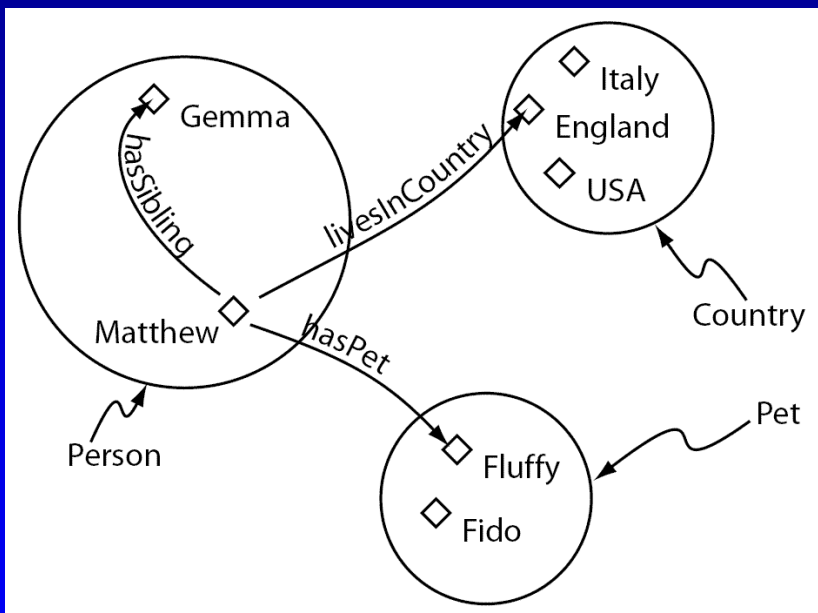 Gemma
hasSibling
Matthew
Person
livesInCountry
Italy
England
USA
Country
hasPet
Fluffy
Fido
Pet